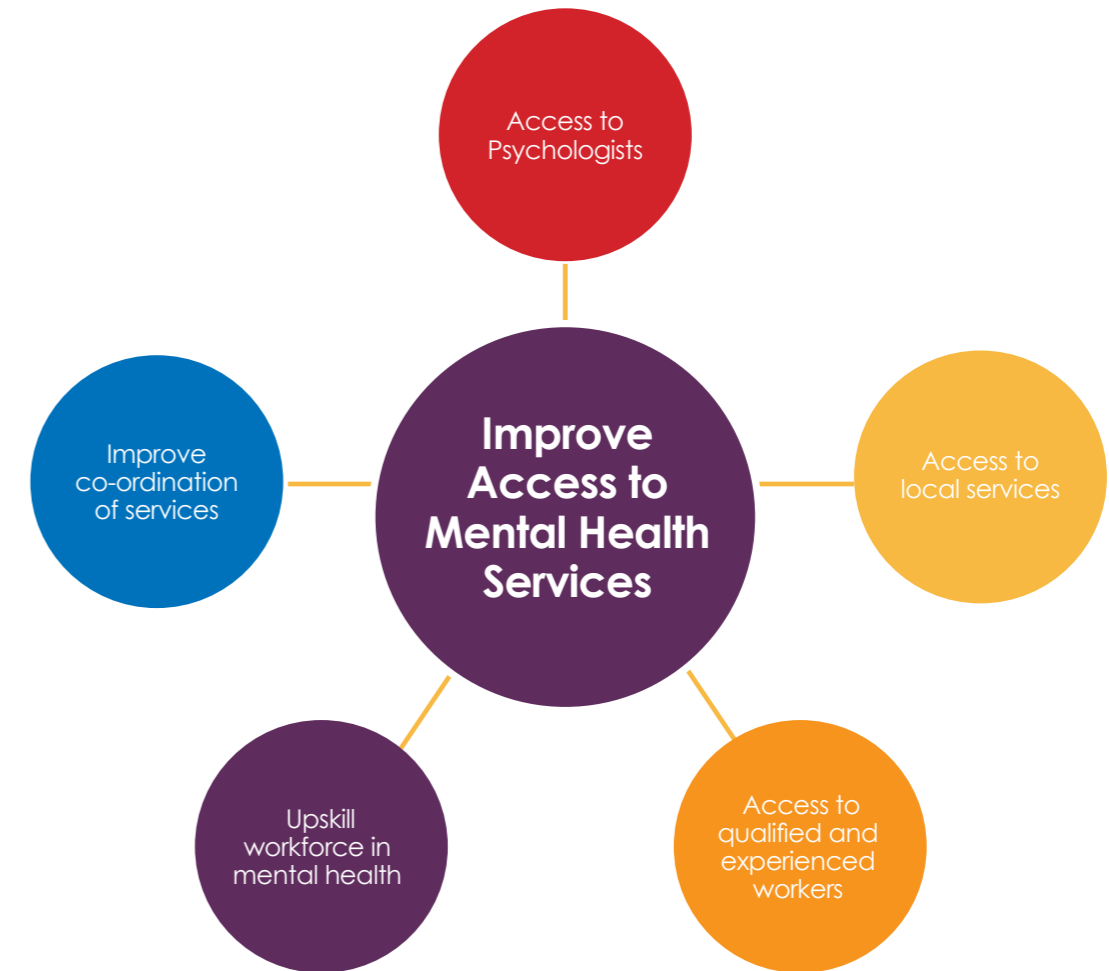 Access to
Psychologists
Improve
Access to
Mental Health
Services
Access to
local services
Access to
qualified and
experienced
workers
Upskill
workforce in
mental health
Improve
co-ordination
of services